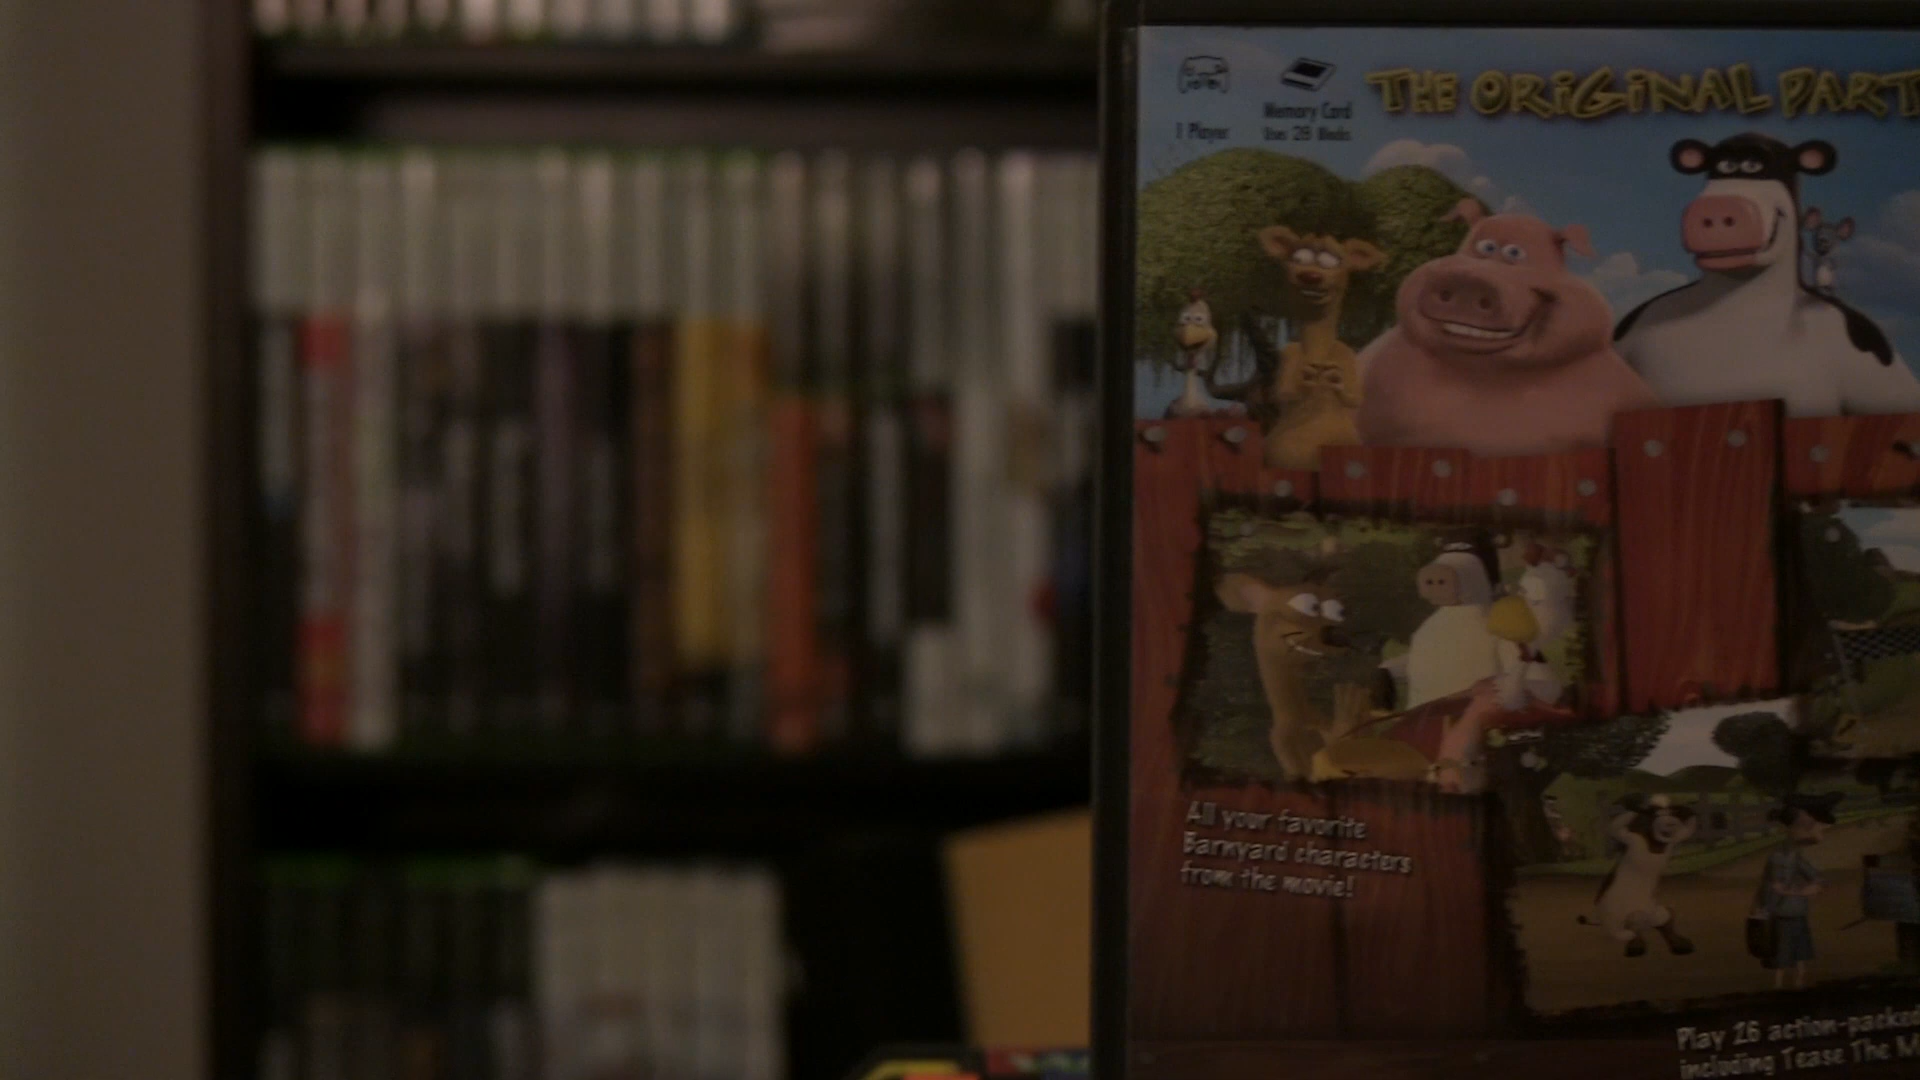 THE ORIGINAL PART
1 Player
Memory Card
Uses 28 Blocks
All your favorite
Barnyard characters
from the movie!
Play 26 action-packed
including Tease The M